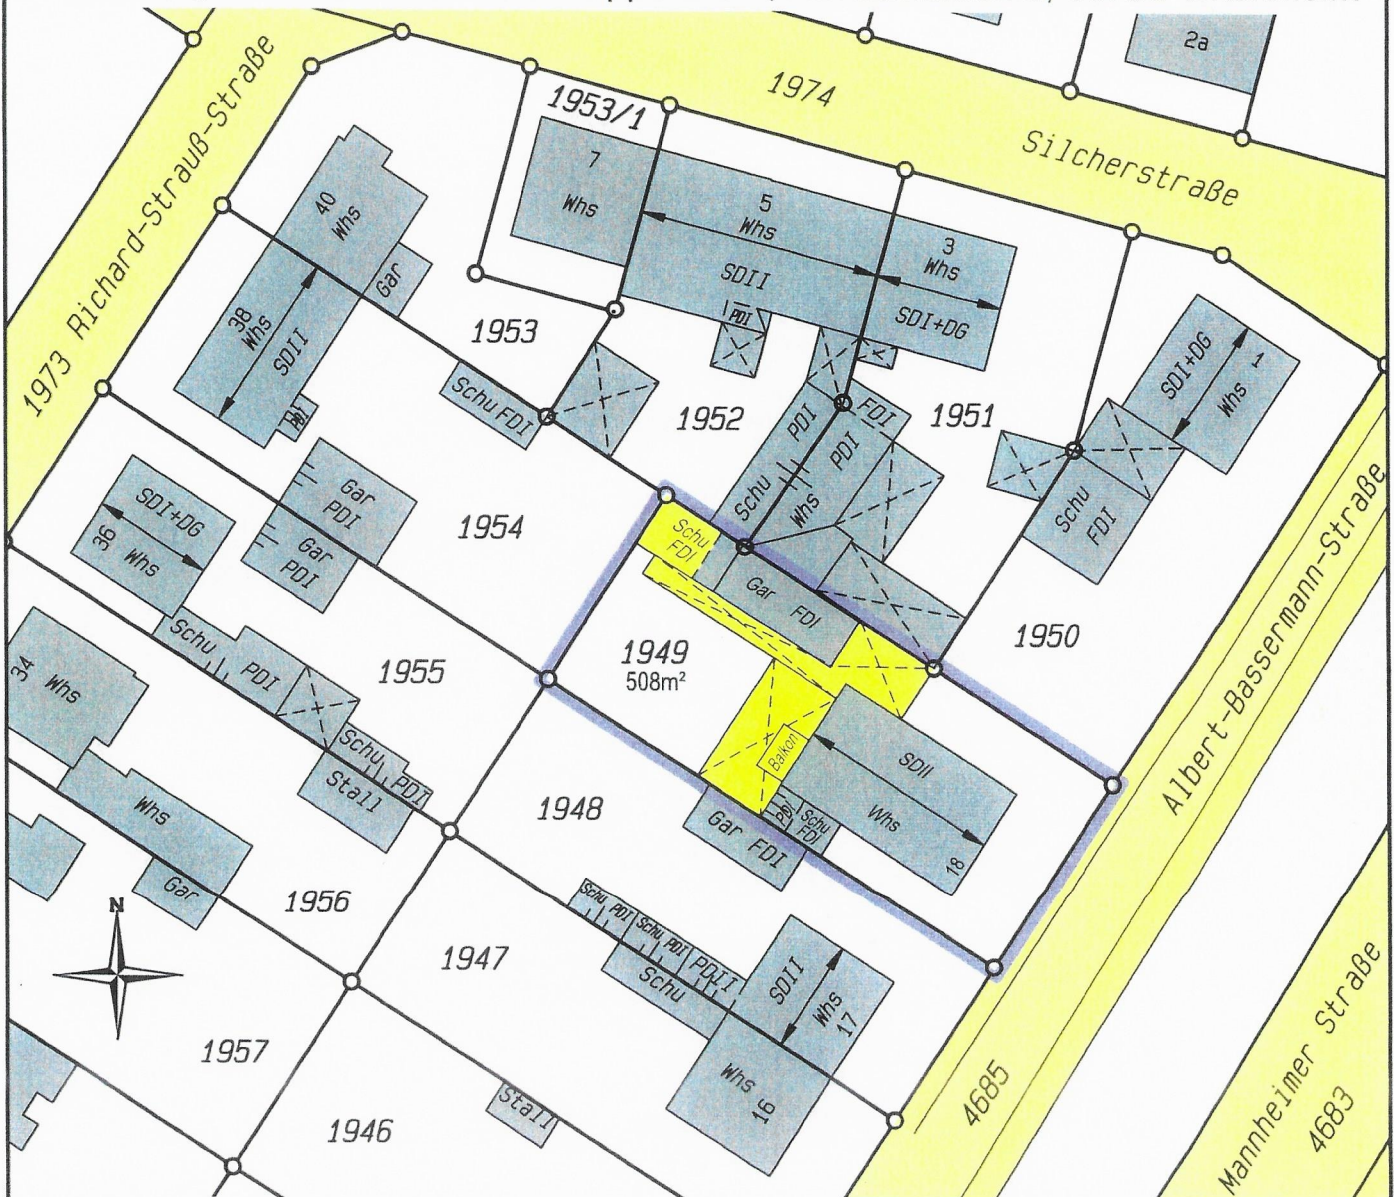 2a
1974
Silcherstraße
1953/1
7
Whs
5
Whs
SDII
3
Whs
SDI+DG
PDI
1973 Richard-Strauß-Straße
40
Whs
Gar
38
Whs
SDII
PDI
1953
Schu FDI
1952
1951
PDI
FDI
PDI
Schu
Whs
SDI+DG
1
Whs
Schu
FDI
SDI+DG
36
Whs
Gar
PDI
Gar
PDI
1954
Schu
FDI
Gar FDI
1950
1949
508m²
Balkon
SDII
Whs
18
PDI
Schu
FDI
Gar FDI
Albert-Bassermann-Straße
34
Whs
Schu
PDI
1955
Schu
PDI
Stall
Whs
Gar
1956
1948
Schu PDI
Schu PDI
PDII
Schu
1947
SDII
Whs
17
Whs
16
N
1957
1946
Stall
4685
Mannheimer Straße
4683